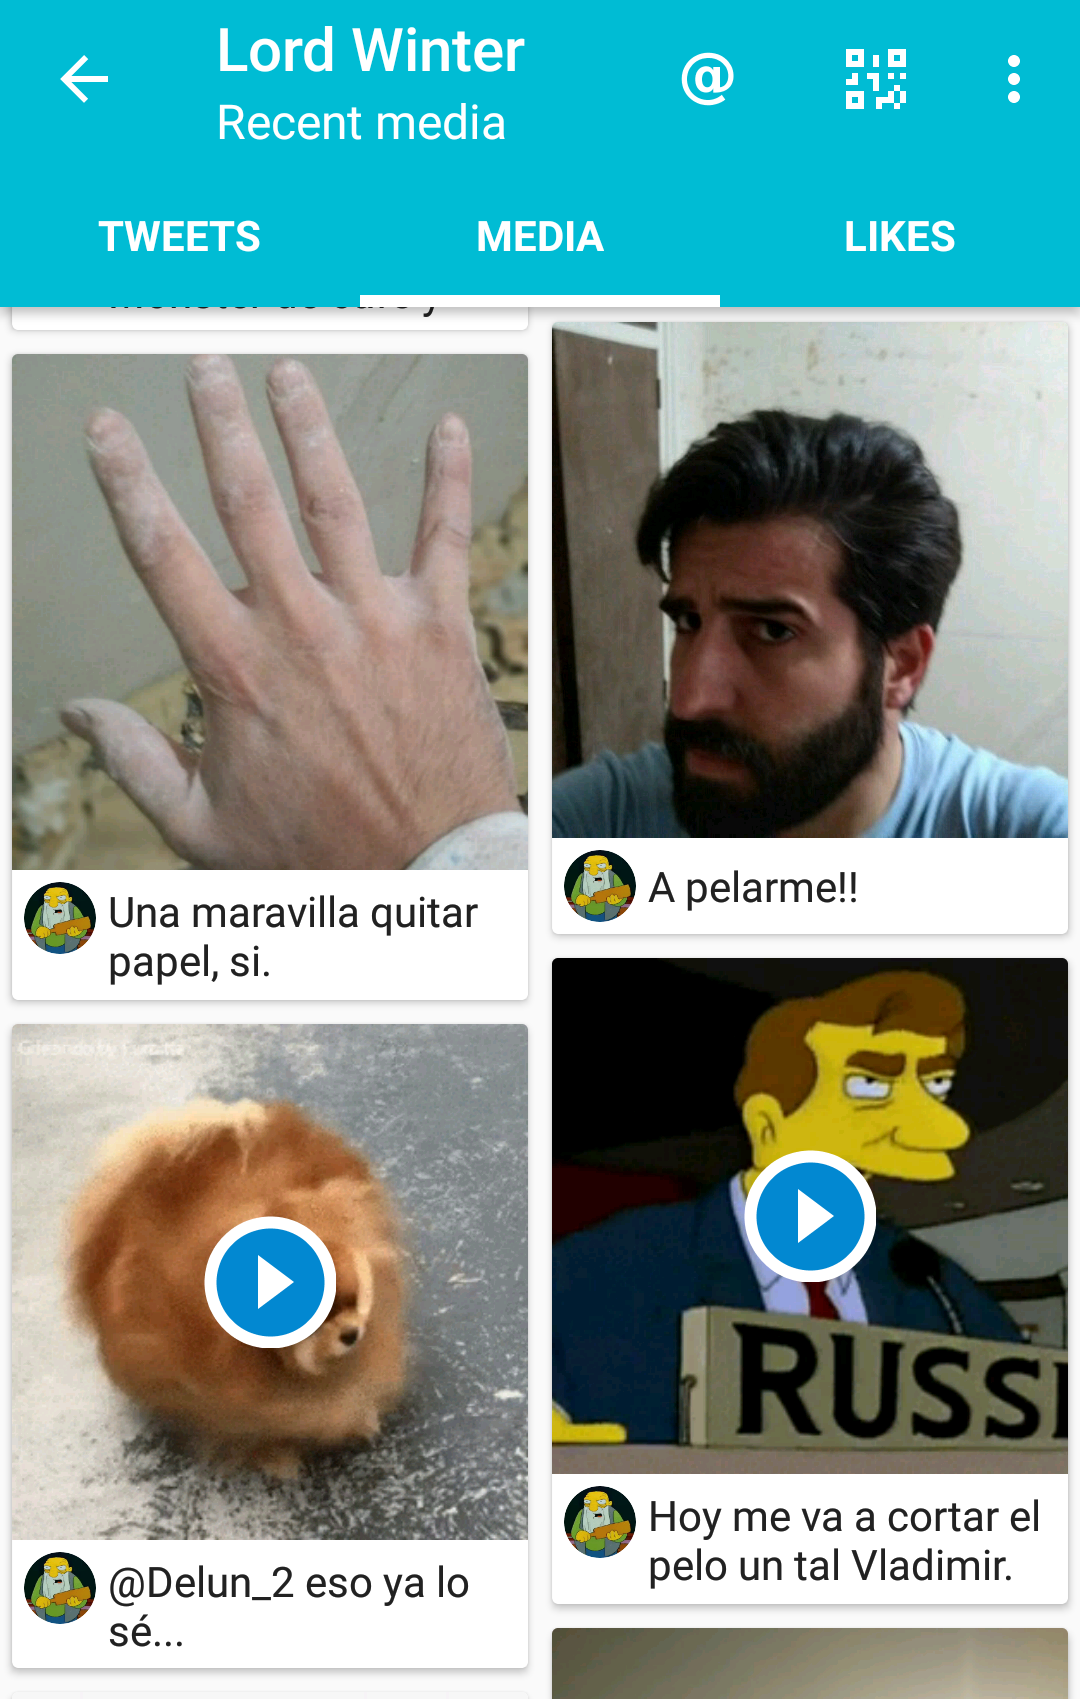 Lord Winter
Recent media
@
TWEETS
MEDIA
LIKES
Una maravilla quitar
papel, si.
A pelarme!!
RUSSI
Hoy me va a cortar el
pelo un tal Vladimir.
@Delun_2 eso ya lo
sé...